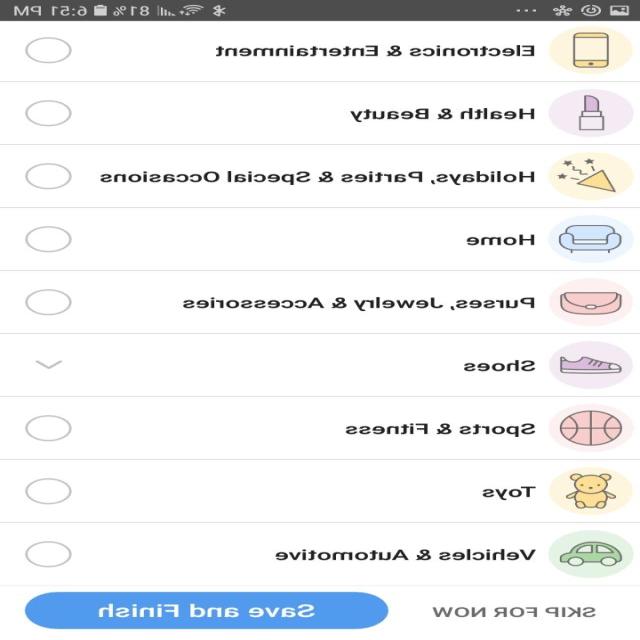 ... 81% 6:51 PM
Electronics & Entertainment
Health & Beauty
Holidays, Parties & Special Occasions
Home
Purses, Jewelry & Accessories
Shoes
Sports & Fitness
Toys
Vehicles & Automotive
SKIP FOR NOW Save and Finish